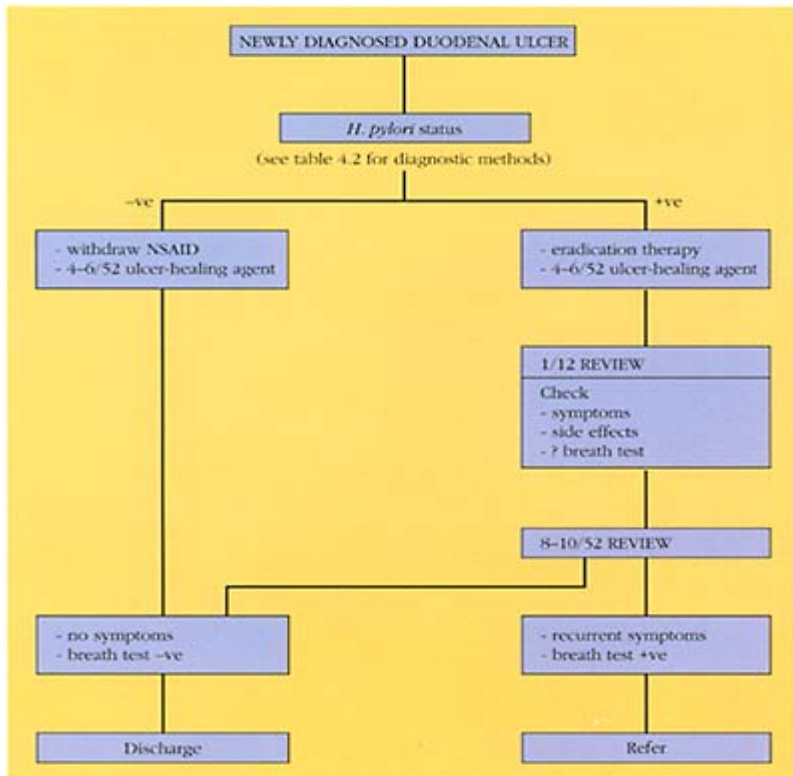 NEWLY DIAGNOSED DUODENAL ULCER
H. pylori status
(see table 4.2 for diagnostic methods)
–ve
+ve
- withdraw NSAID
- 4–6/52 ulcer-healing agent
- eradication therapy
- 4–6/52 ulcer-healing agent
1/12 REVIEW
Check
- symptoms
- side effects
- ? breath test
8–10/52 REVIEW
- no symptoms
- breath test –ve
- recurrent symptoms
- breath test +ve
Discharge
Refer